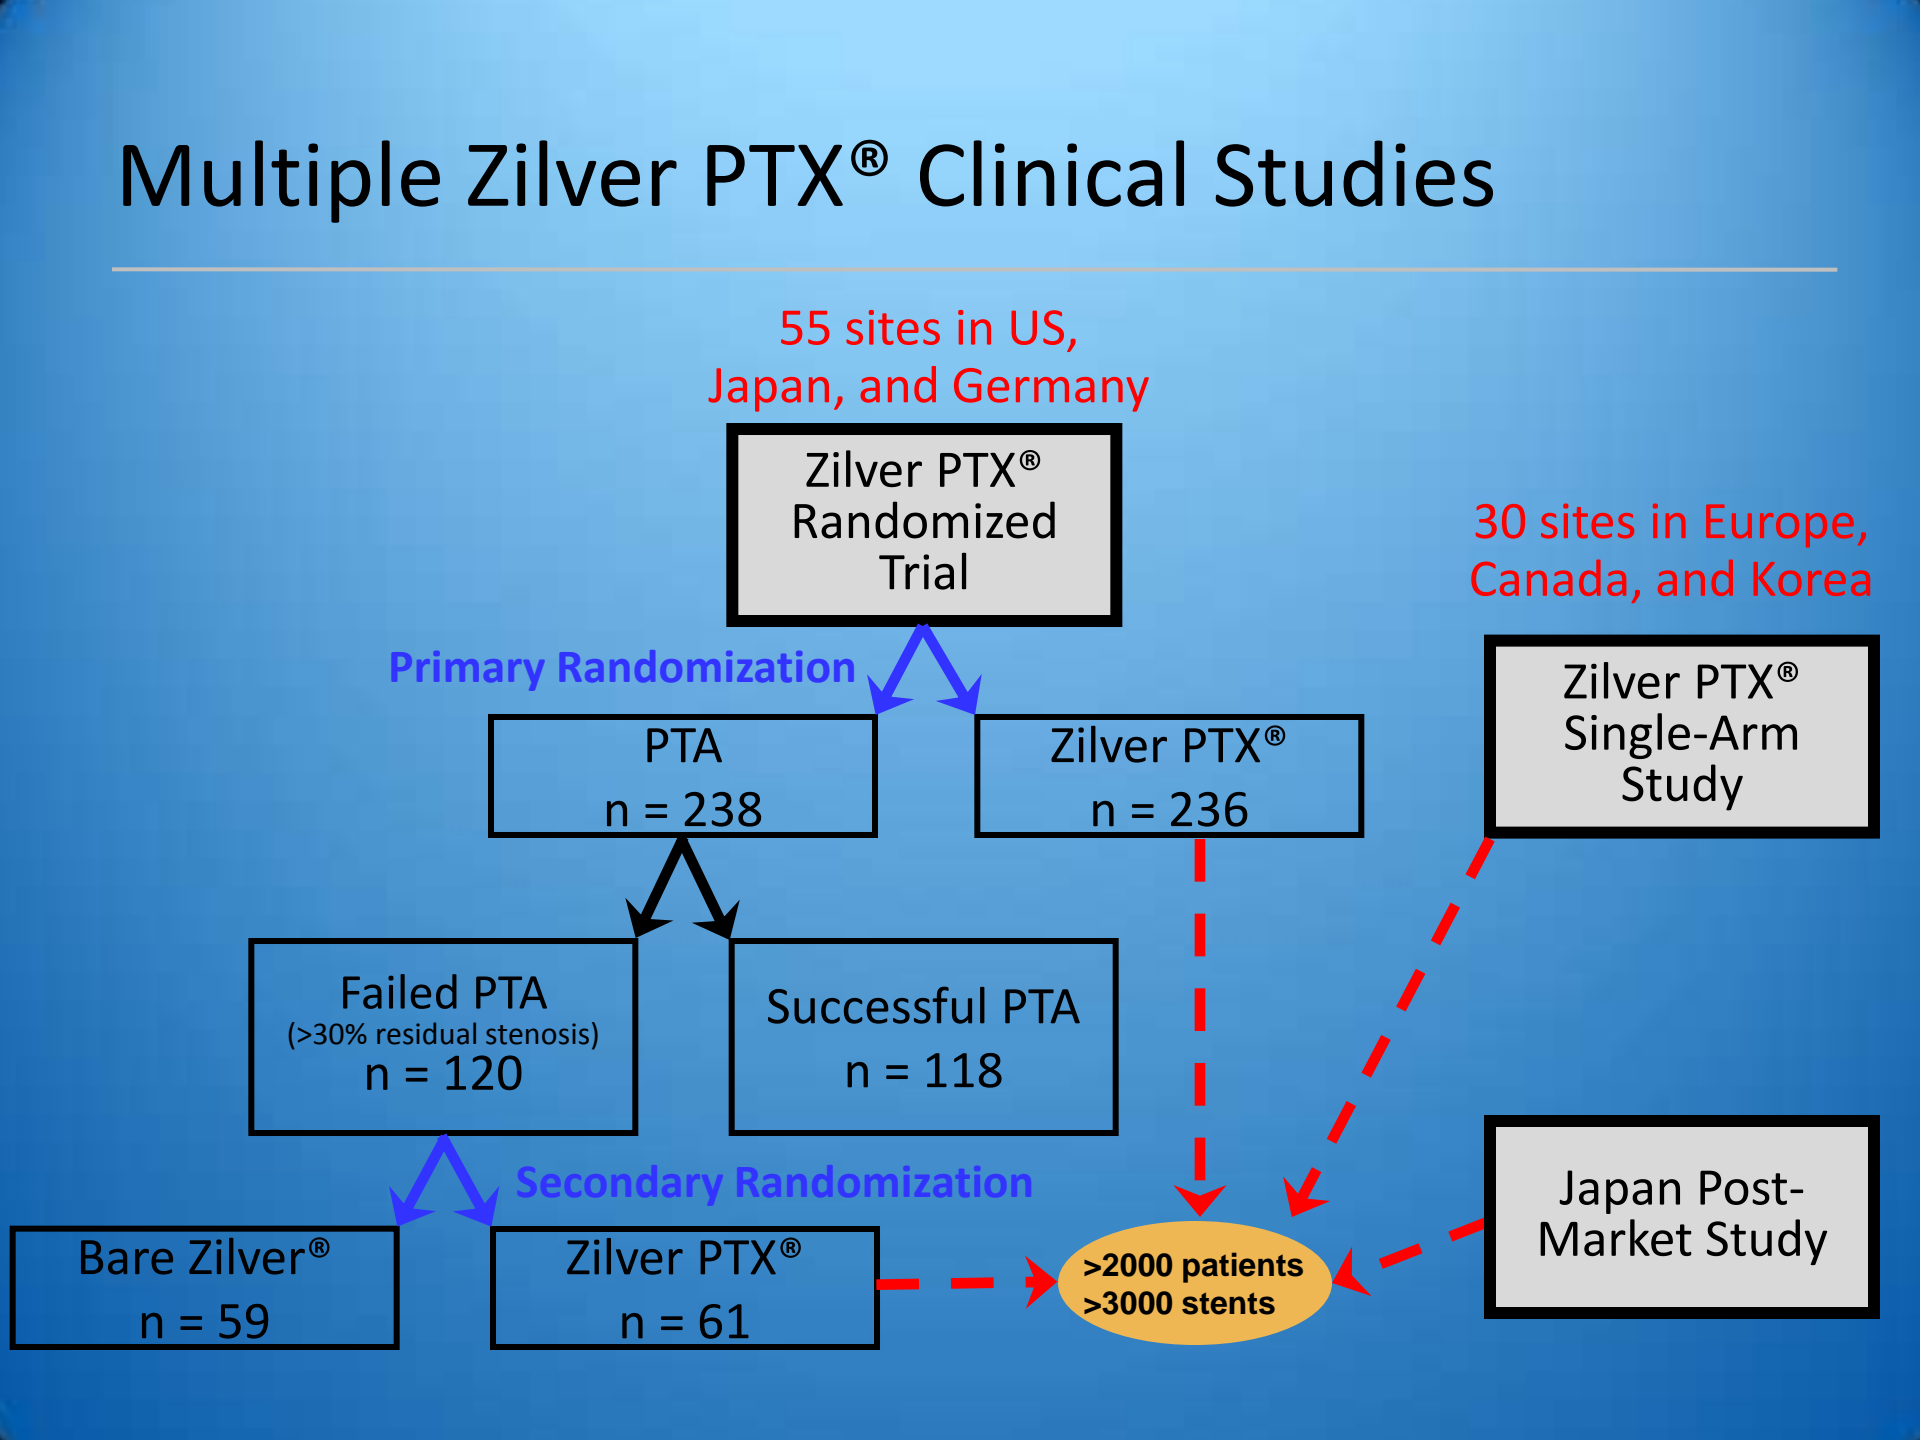 Multiple Zilver PTX® Clinical Studies
55 sites in US,
Japan, and Germany
Zilver PTX®
Randomized
Trial
30 sites in Europe,
Canada, and Korea
Zilver PTX®
Single-Arm
Study
Primary Randomization
PTA
n = 238
Zilver PTX®
n = 236
Failed PTA
(>30% residual stenosis)
n = 120
Successful PTA
n = 118
Secondary Randomization
Japan Post-
Market Study
Bare Zilver®
n = 59
Zilver PTX®
n = 61
>2000 patients
>3000 stents